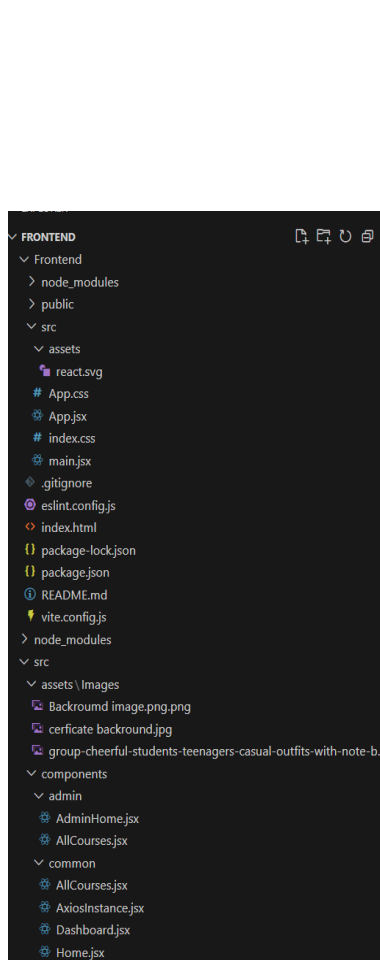 FRONTEND
Frontend
node_modules
public
src
assets
react.svg
# App.css
App.jsx
# index.css
main.jsx
.gitignore
eslint.config.js
<> index.html
{} package-lock.json
{} package.json
README.md
vite.config.js
node_modules
src
assets \ Images
Backroumd image.png.png
cerficate backround.jpg
group-cheerful-students-teenagers-casual-outfits-with-note-b...
components
admin
AdminHome.jsx
AllCourses.jsx
common
AllCourses.jsx
AxiosInstance.jsx
Dashboard.jsx
Home.jsx